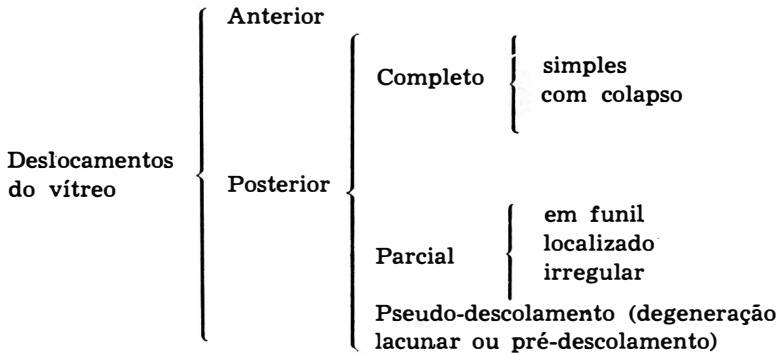 Anterior
Completo
simples
com colapso
Deslocamentos
do vítreo
Posterior
Parcial
em funil
localizado
irregular
Pseudo-descolamento (degeneração
lacunar ou pré-descolamento)